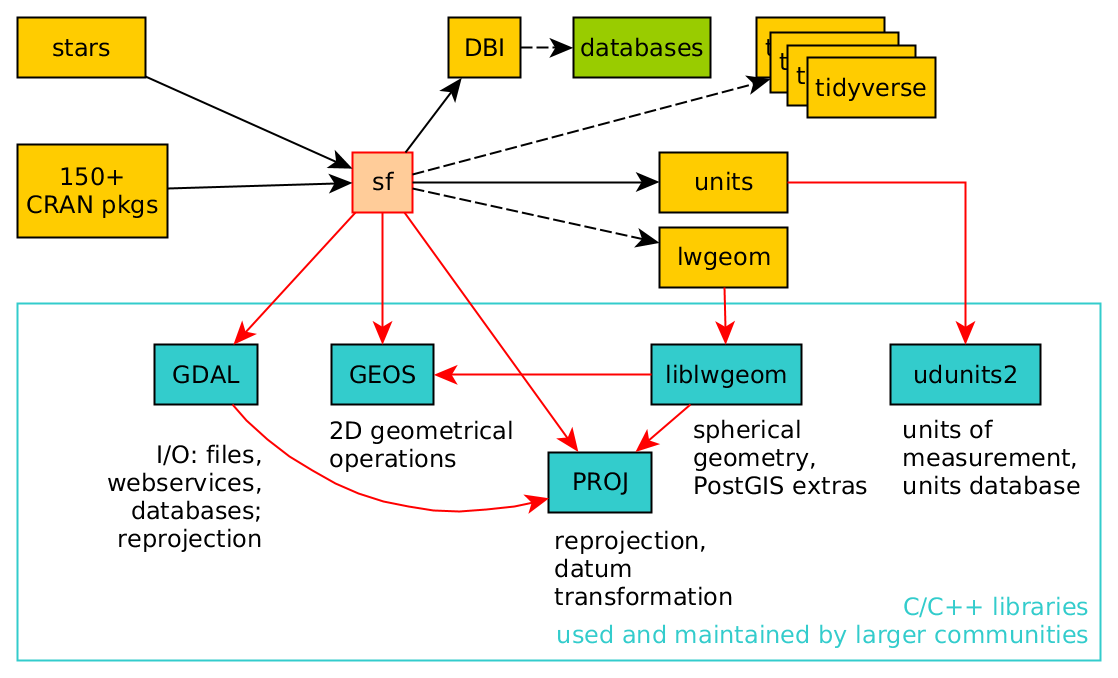 stars
DBI
databases
t
t
t
tidyverse
150+
CRAN pkgs
sf
units
lwgeom
GDAL
GEOS
liblwgeom
udunits2
I/O: files,
webservices,
databases;
reprojection
2D geometrical
operations
PROJ
spherical
geometry,
PostGIS extras
units of
measurement,
units database
reprojection,
datum
transformation
C/C++ libraries
used and maintained by larger communities